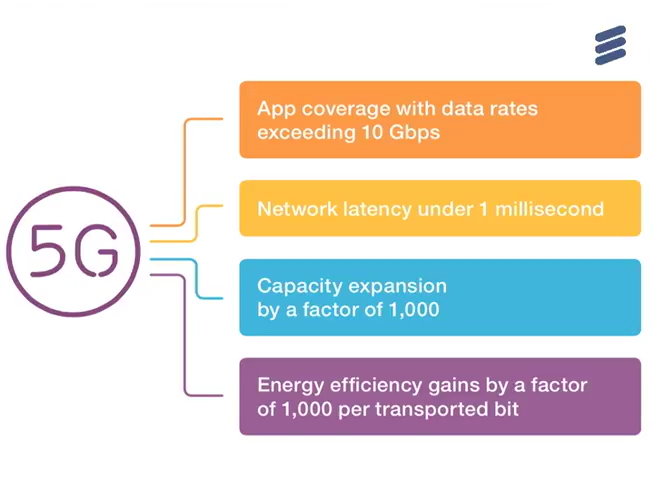 5G
App coverage with data rates
exceeding 10 Gbps
Network latency under 1 millisecond
Capacity expansion
by a factor of 1,000
Energy efficiency gains by a factor
of 1,000 per transported bit